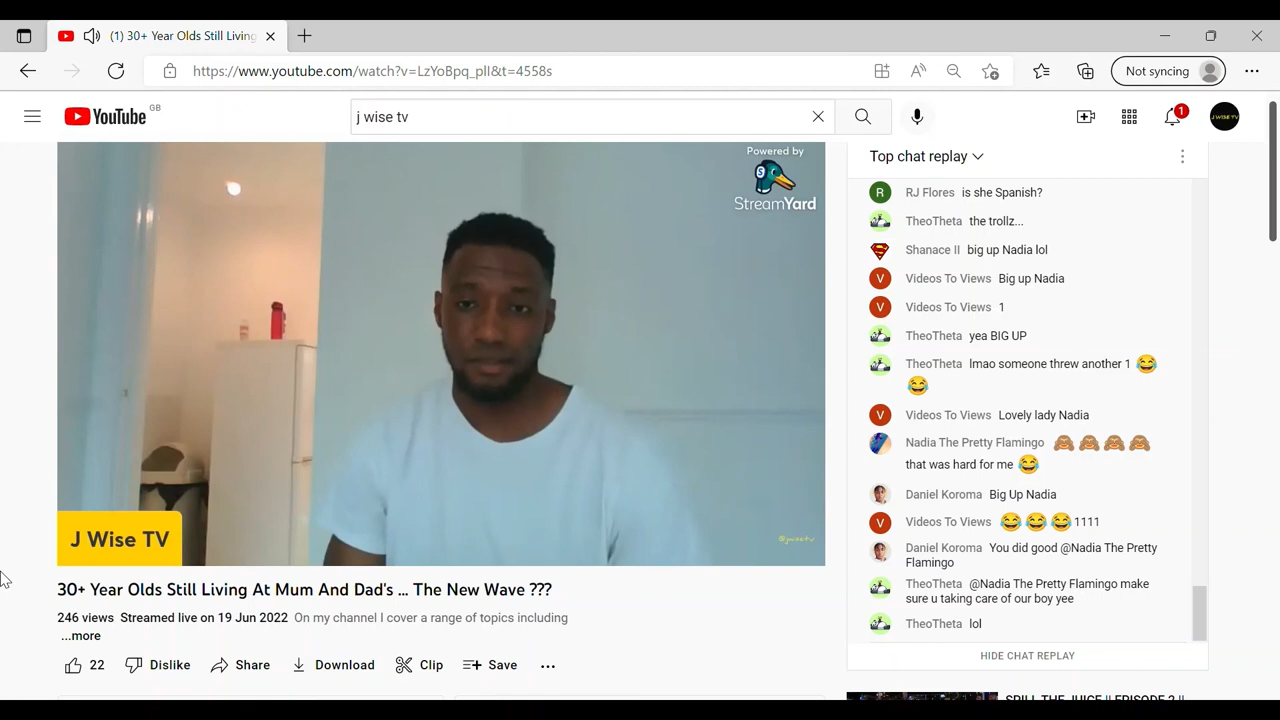 (1) 30+ Year Olds Still Living
https://www.youtube.com/watch?v=LzYoBpq_plI&t=4558s
Not syncing
YouTube GB
j wise tv
1
J WISE TV
Powered by
StreamYard
J Wise TV
@jwisetv
30+ Year Olds Still Living At Mum And Dad's ... The New Wave ???
246 views Streamed live on 19 Jun 2022 On my channel I cover a range of topics including
...more
22 Dislike Share Download Clip Save
Top chat replay
R RJ Flores is she Spanish?
TheoTheta the trollz...
Shanace II big up Nadia lol
V Videos To Views Big up Nadia
V Videos To Views 1
TheoTheta yea BIG UP
TheoTheta lmao someone threw another 1 😂
😂
V Videos To Views Lovely lady Nadia
Nadia The Pretty Flamingo 🙈🙈🙈🙈
that was hard for me 😂
Daniel Koroma Big Up Nadia
V Videos To Views 😂😂😂 1111
Daniel Koroma You did good @Nadia The Pretty
Flamingo
TheoTheta @Nadia The Pretty Flamingo make
sure u taking care of our boy yee
TheoTheta lol
HIDE CHAT REPLAY
SPILL THE JUICE || EPISODE 2 ||